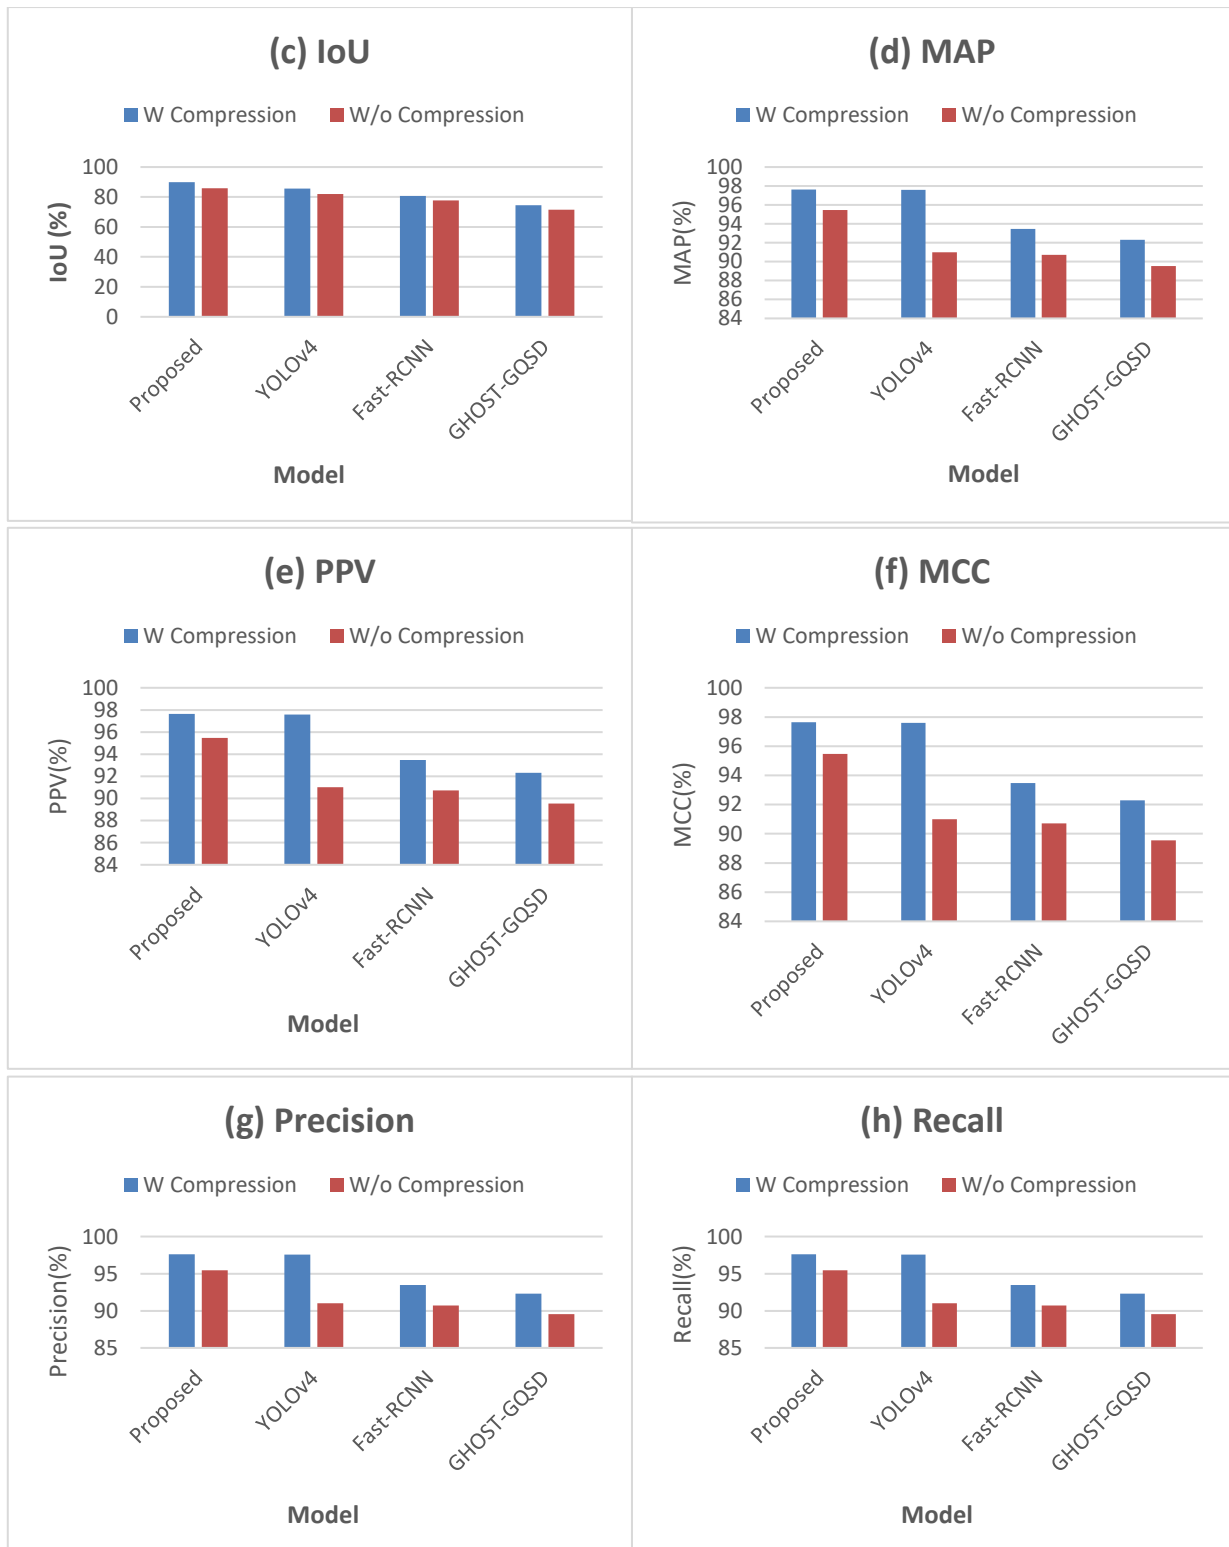 (c) IoU
W Compression W/o Compression
IoU (%)
100
80
60
40
20
0
Proposed
YOLOv4
Fast-RCNN
GHOST-GQSD
Model
(d) MAP
W Compression W/o Compression
MAP(%)
100
98
96
94
92
90
88
86
84
Proposed
YOLOv4
Fast-RCNN
GHOST-GQSD
Model
(e) PPV
W Compression W/o Compression
PPV(%)
100
98
96
94
92
90
88
86
84
Proposed
YOLOv4
Fast-RCNN
GHOST-GQSD
Model
(f) MCC
W Compression W/o Compression
MCC(%)
100
98
96
94
92
90
88
86
84
Proposed
YOLOv4
Fast-RCNN
GHOST-GQSD
(g) Precision
W Compression W/o Compression
Precision(%)
100
95
90
85
Proposed
YOLOv4
Fast-RCNN
GHOST-GQSD
Model
(h) Recall
W Compression W/o Compression
Recall(%)
100
95
90
85
Proposed
YOLOv4
Fast-RCNN
GHOST-GQSD
Model